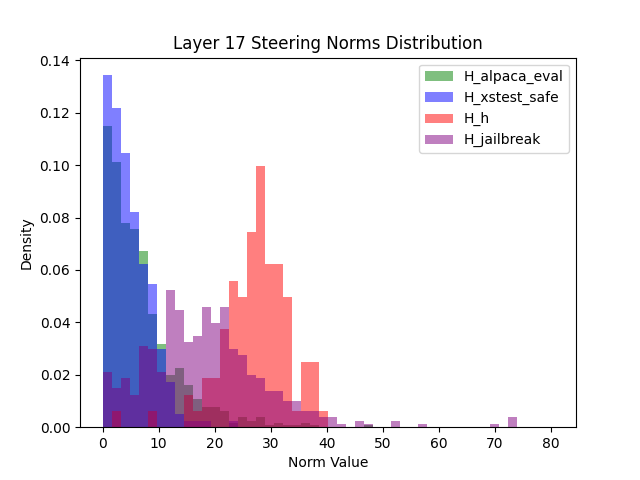 Layer 17 Steering Norms Distribution
H_alpaca_eval
H_xstest_safe
H_h
H_jailbreak
0.14
0.12
0.10
0.08
0.06
0.04
0.02
0.00
Density
0 10 20 30 40 50 60 70 80
Norm Value